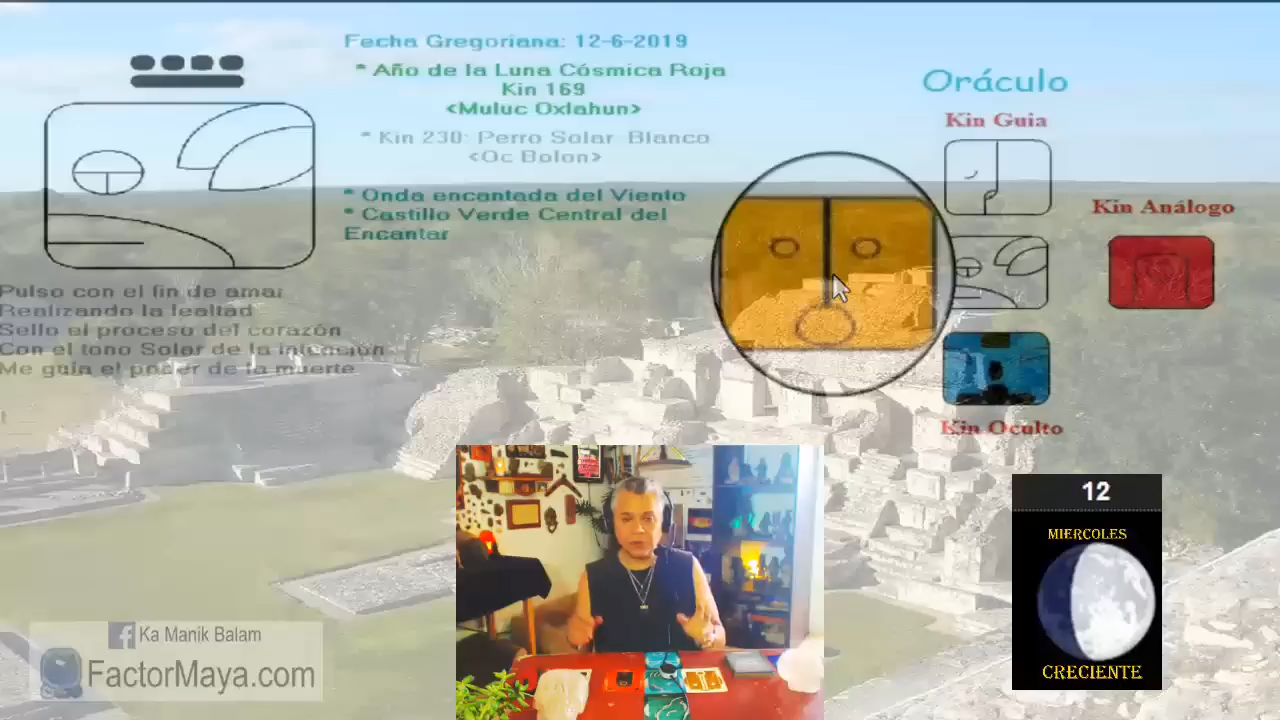 Fecha Gregoriana: 12-6-2019
* Año de la Luna Cósmica Roja
Kin 169
<Muluc Oxlahun>
* Kin 230: Perro Solar Blanco
<Oc Bolon>
* Onda encantada del Viento
* Castillo Verde Central del
Encantar
Pulso con el fin de amar
Realizando la lealtad
Sello el proceso del corazón
Con el tono Solar de la intención
Me guia el poder de la muerte
Oráculo
Kin Guia
Kin Análogo
Kin Oculto
12
MIERCOLES
CRECIENTE
Ka Manik Balam
FactorMaya.com